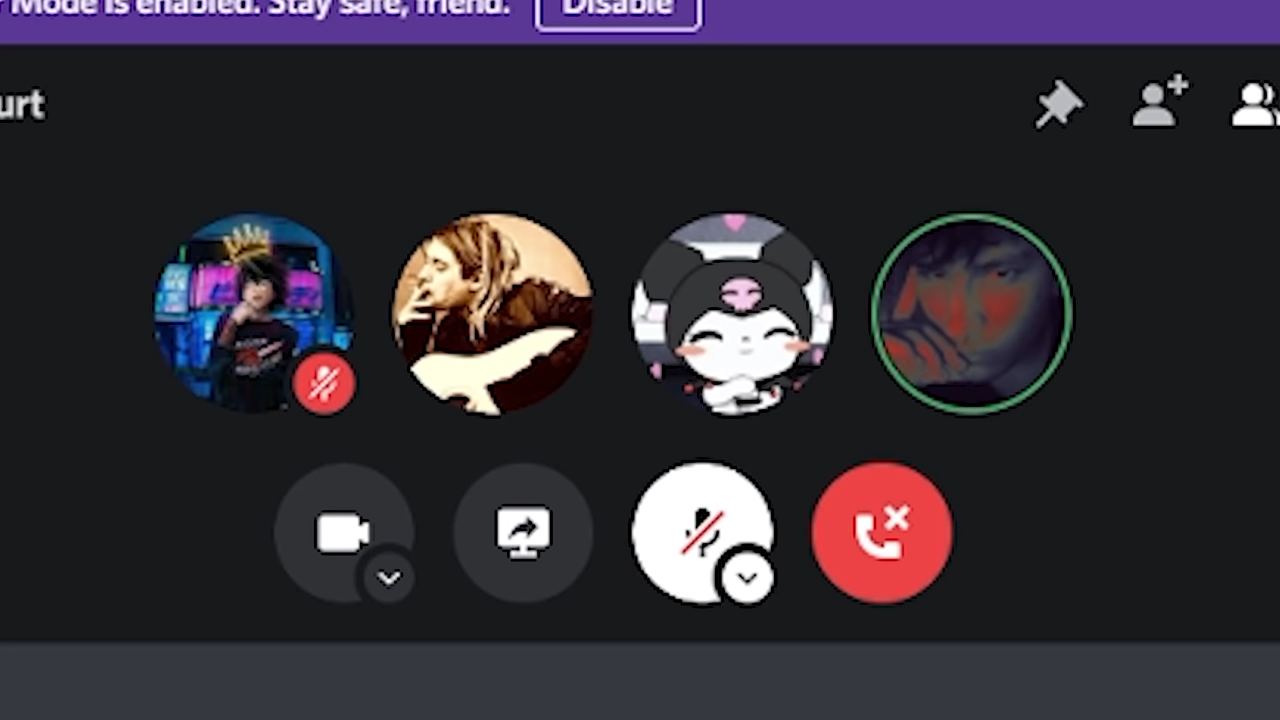 Mode is enabled. Stay safe, friend. Disable
urt